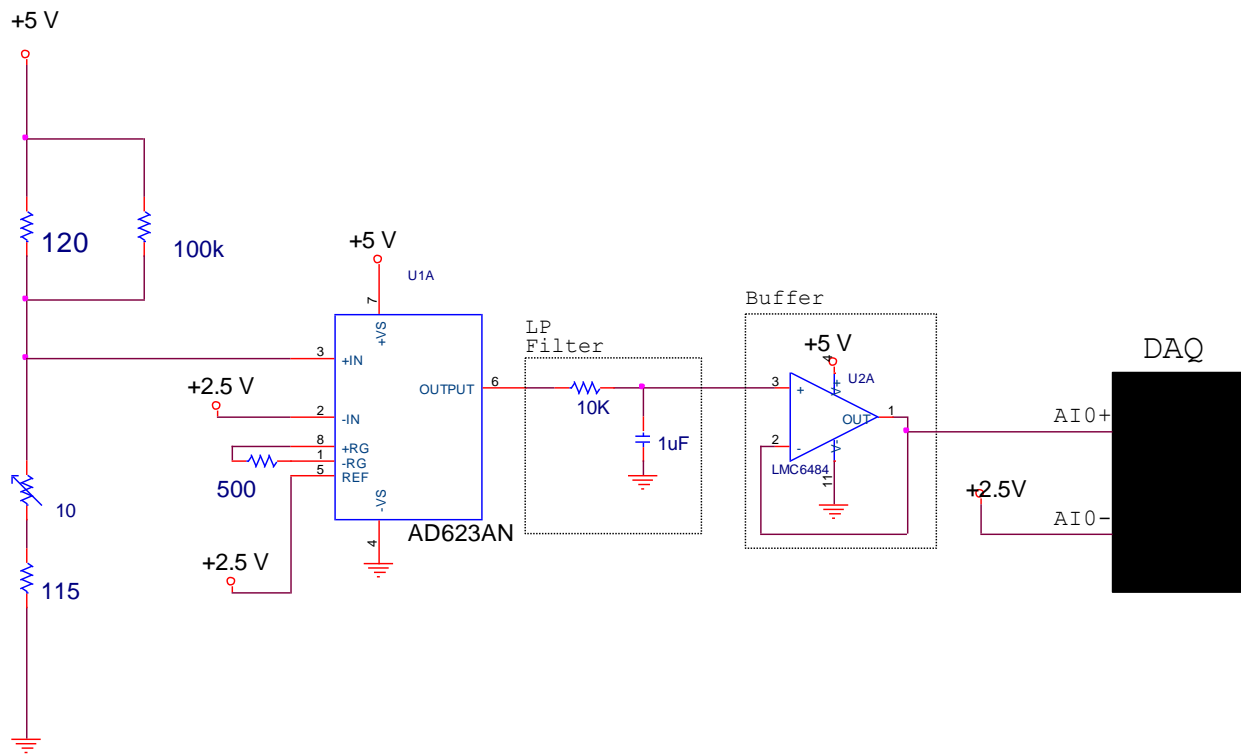 +5 V
120
100k
10
115
+5 V
U1A
7
+VS
3
+IN
+2.5 V
2
-IN
8
+RG
1
-RG
5
REF
500
+2.5 V
OUTPUT
6
-VS
4
AD623AN
LP
Filter
10K
1uF
Buffer
+5 V
4
V+
U2A
3
+
OUT
1
2
-
V-
11
LMC6484
DAQ
AI0+
+2.5V
AI0-